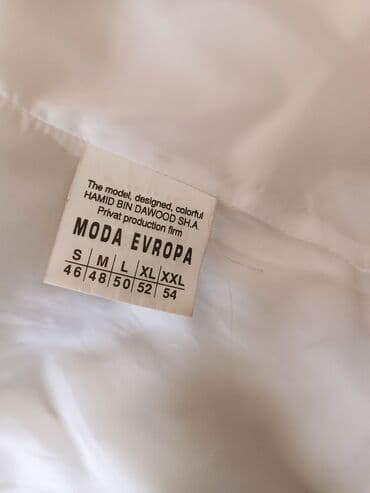 The model, designed, colorful
HAMID BIN DAWOOD SH.A.
Privat production firm
MODA EVROPA
S M L XL XXL
46 48 50 52 54